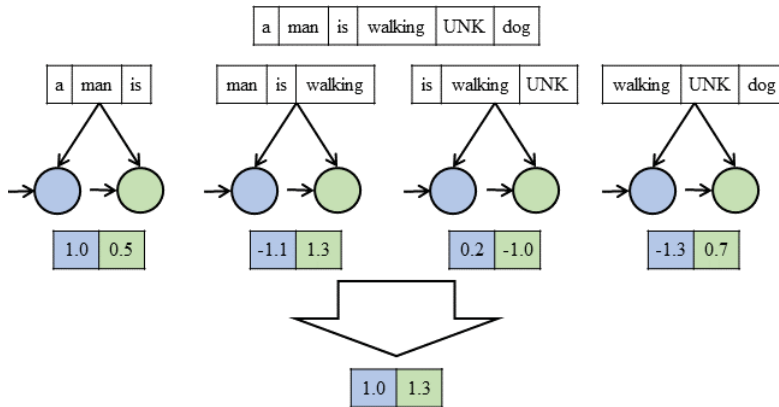 a man is walking UNK dog
a man is man is walking is walking UNK walking UNK dog
1.0 0.5 -1.1 1.3 0.2 -1.0 -1.3 0.7
1.0 1.3